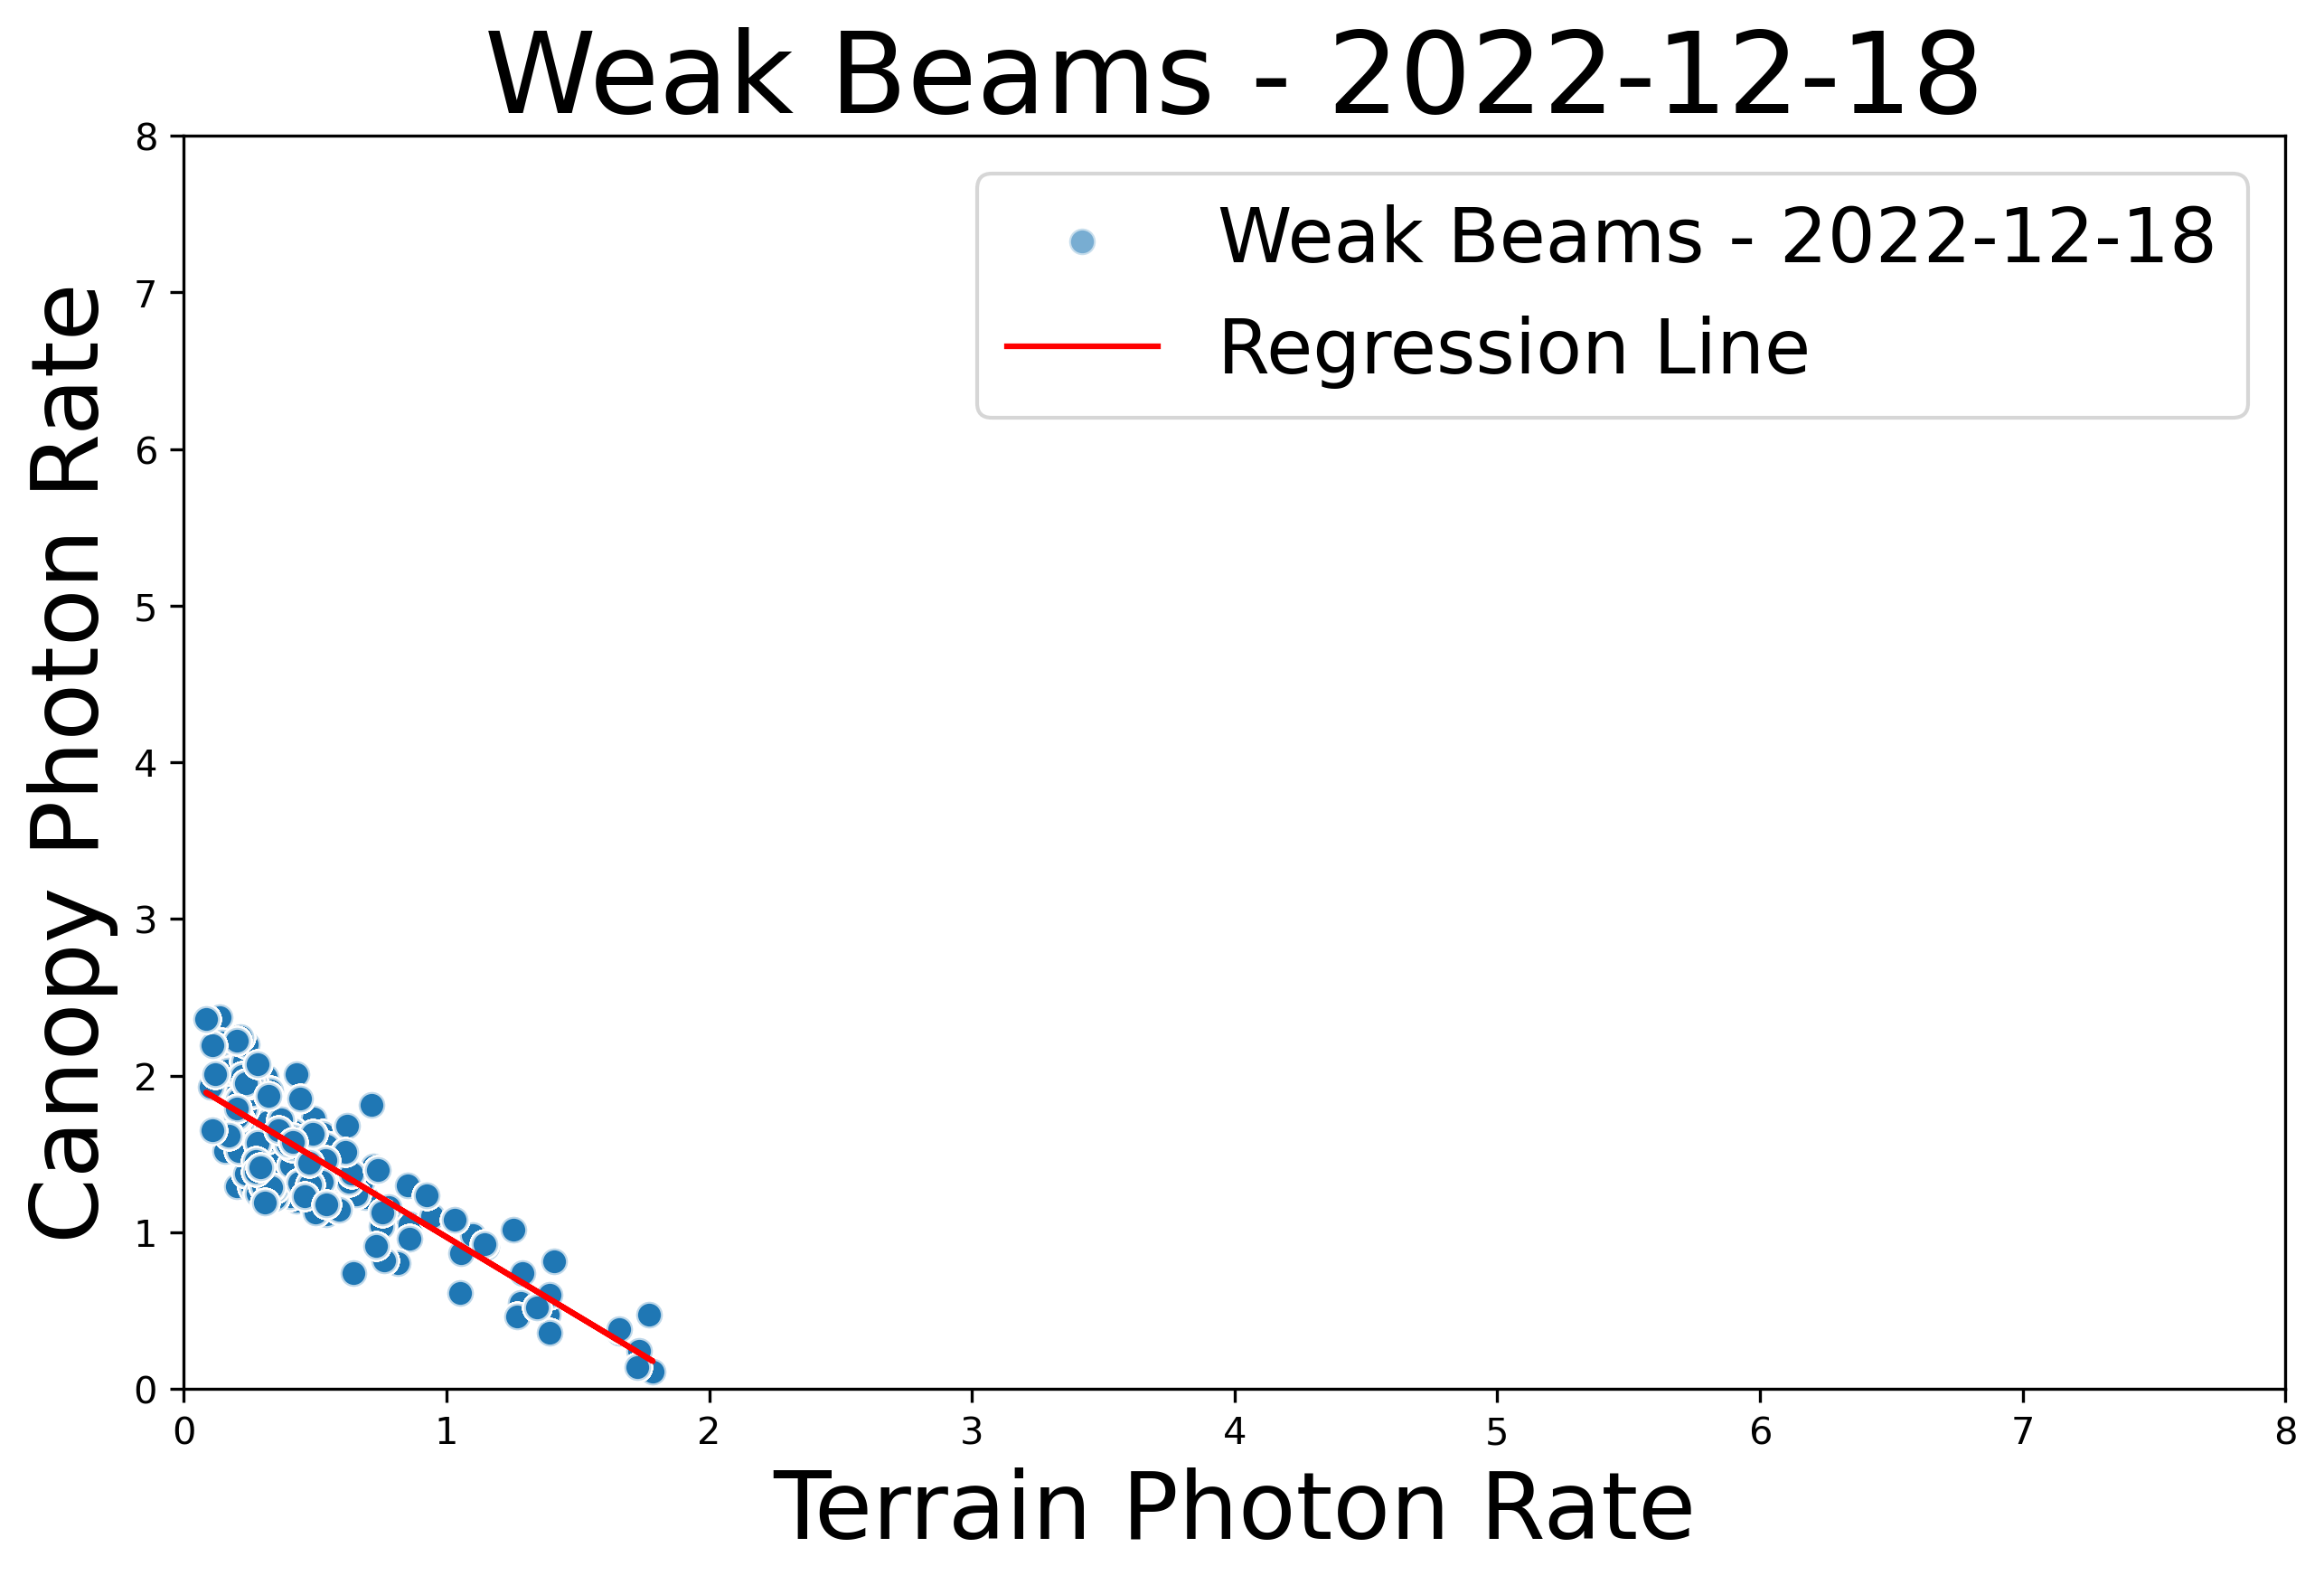 Weak Beams - 2022-12-18
Weak Beams - 2022-12-18
Regression Line
Canopy Photon Rate
8
7
6
5
4
3
2
1
0
0 1 2 3 4 5 6 7 8
Terrain Photon Rate